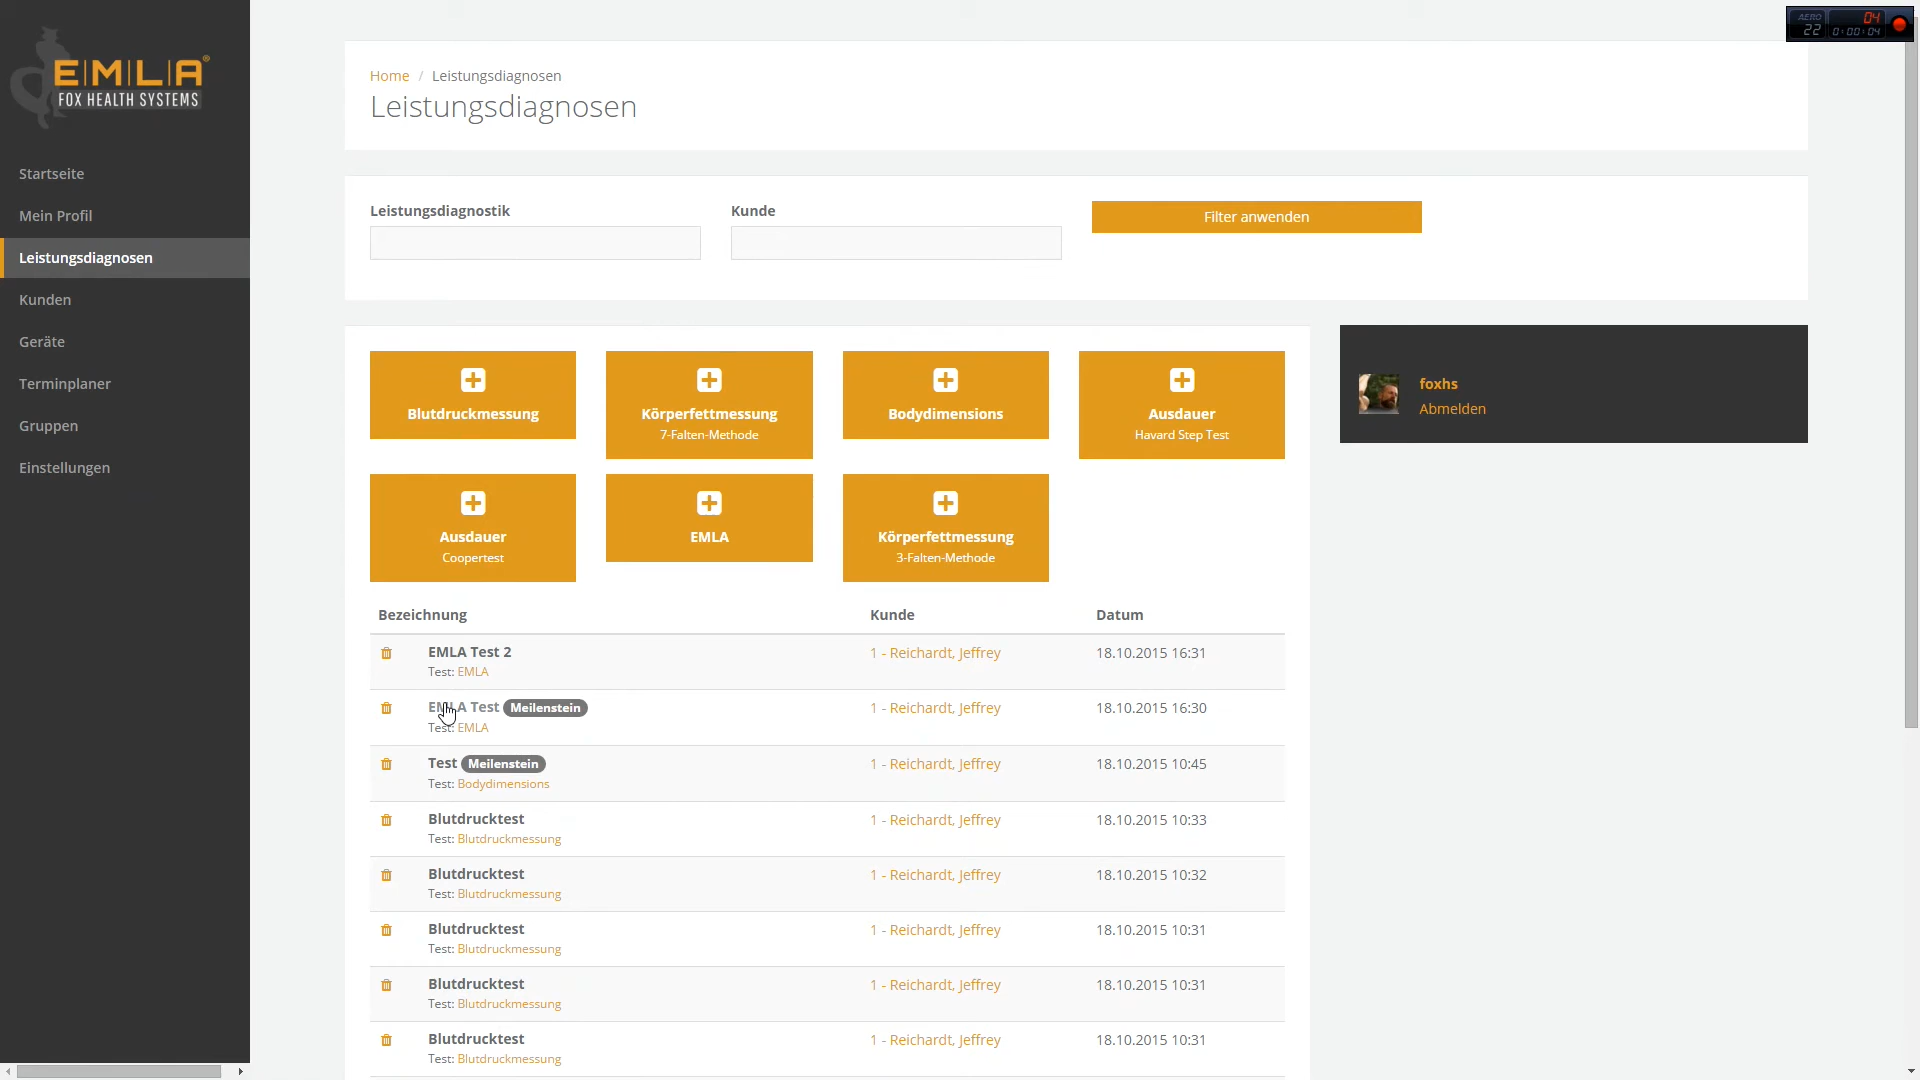 E|M|L|A®
FOX HEALTH SYSTEMS
Startseite
Mein Profil
Leistungsdiagnosen
Kunden
Geräte
Terminplaner
Gruppen
Einstellungen
AERO
22
04
0:00:04
Home / Leistungsdiagnosen
Leistungsdiagnosen
Leistungsdiagnostik
Kunde
Filter anwenden
Blutdruckmessung
Körperfettmessung
7-Falten-Methode
Bodydimensions
Ausdauer
Havard Step Test
Ausdauer
Coopertest
EMLA
Körperfettmessung
3-Falten-Methode
foxhs
Abmelden
Bezeichnung Kunde Datum
EMLA Test 2 1 - Reichardt, Jeffrey 18.10.2015 16:31
Test: EMLA
EMLA Test Meilenstein 1 - Reichardt, Jeffrey 18.10.2015 16:30
Test: EMLA
Test Meilenstein 1 - Reichardt, Jeffrey 18.10.2015 10:45
Test: Bodydimensions
Blutdrucktest 1 - Reichardt, Jeffrey 18.10.2015 10:33
Test: Blutdruckmessung
Blutdrucktest 1 - Reichardt, Jeffrey 18.10.2015 10:32
Test: Blutdruckmessung
Blutdrucktest 1 - Reichardt, Jeffrey 18.10.2015 10:31
Test: Blutdruckmessung
Blutdrucktest 1 - Reichardt, Jeffrey 18.10.2015 10:31
Test: Blutdruckmessung
Blutdrucktest 1 - Reichardt, Jeffrey 18.10.2015 10:31
Test: Blutdruckmessung